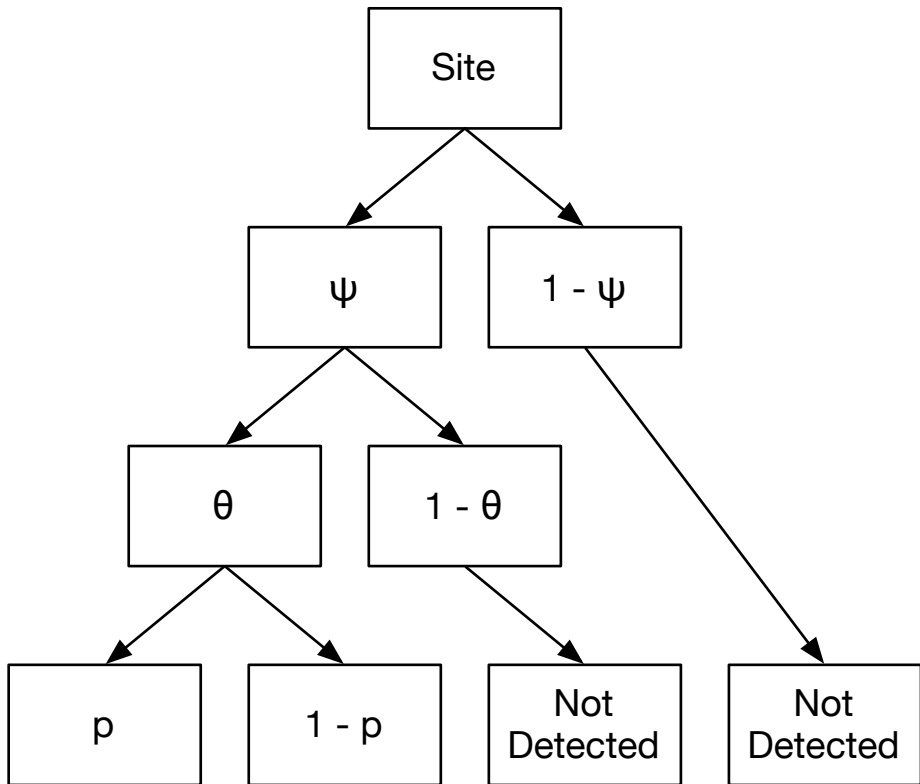 Site
ψ
1 - ψ
θ
1 - θ
p
1 - p
Not
Detected
Not
Detected